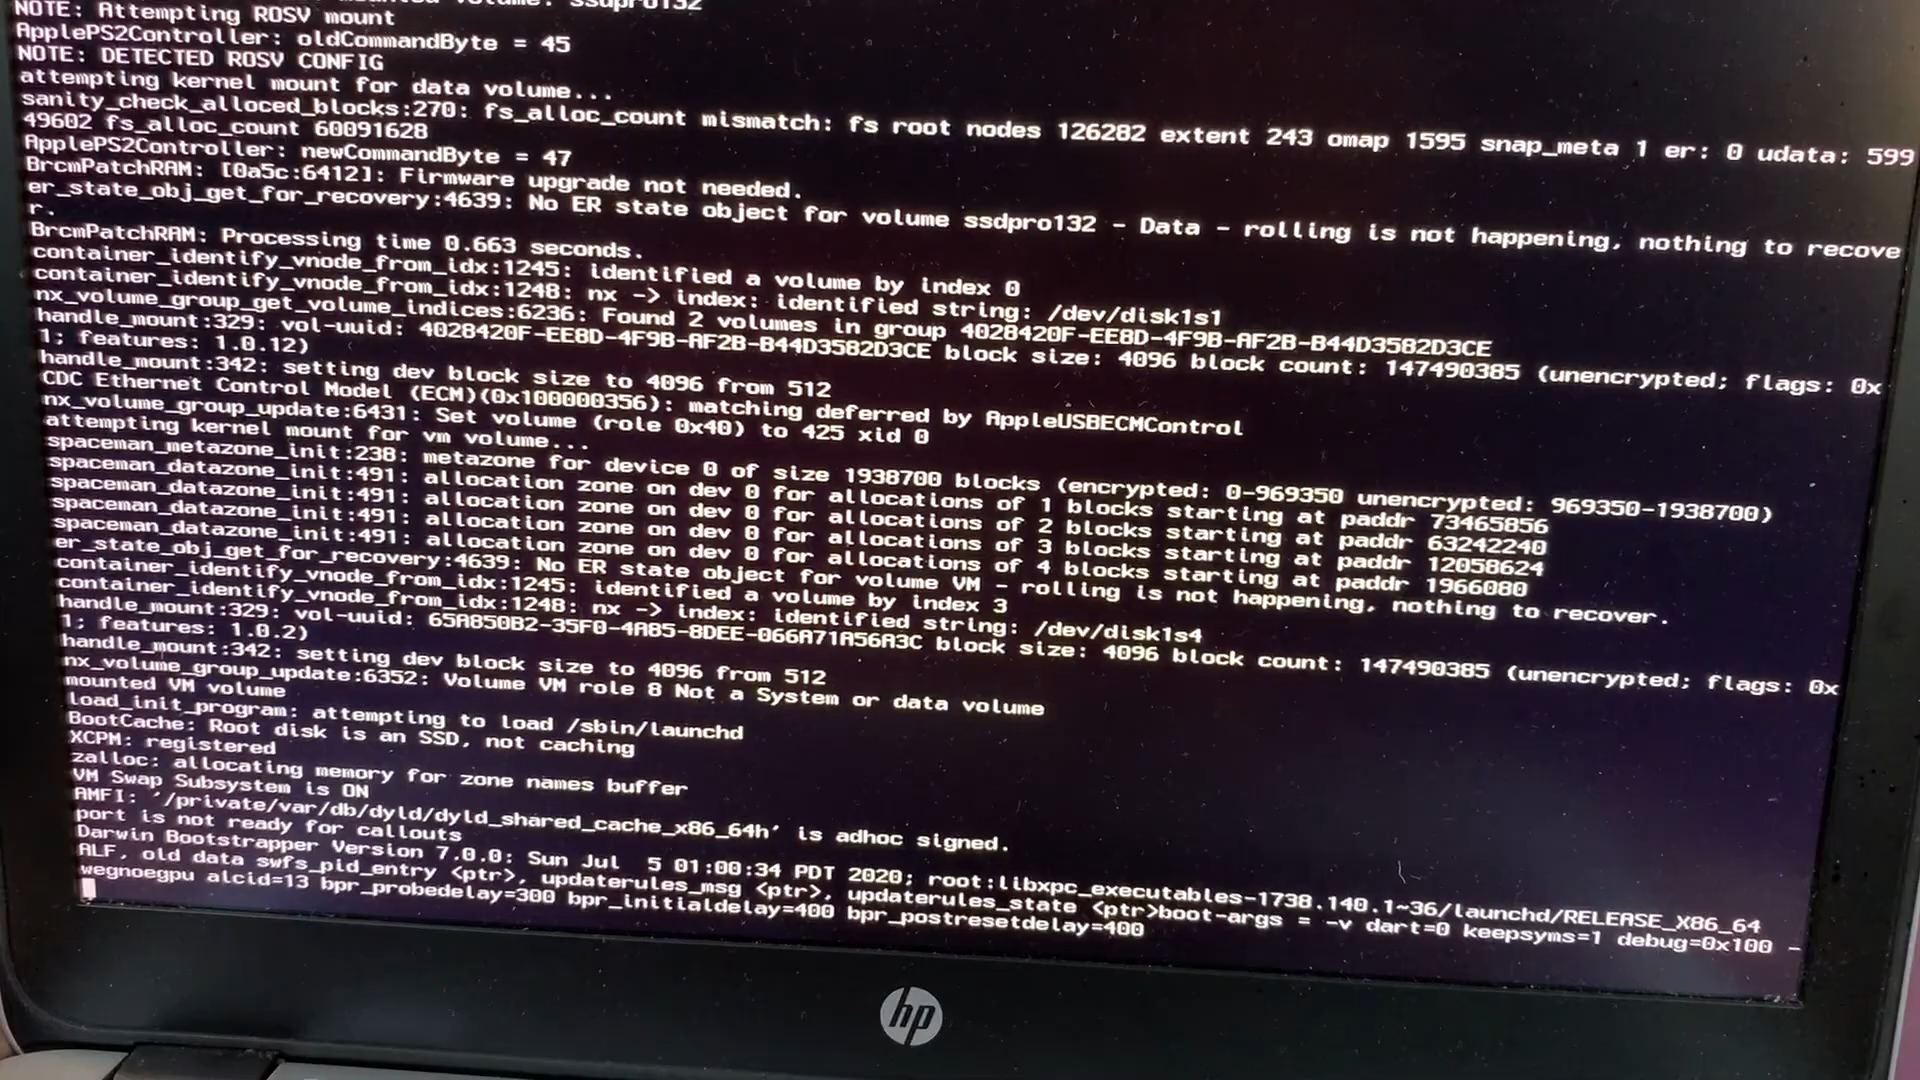 mounted volume: ssdpro132
NOTE: Attempting ROSV mount
ApplePS2Controller: oldCommandByte = 45
NOTE: DETECTED ROSV CONFIG
attempting kernel mount for data volume...
sanity_check_alloced_blocks:270: fs_alloc_count mismatch: fs root nodes 126282 extent 243 omap 1595 snap_meta 1 er: 0 udata: 599
49602 fs_alloc_count 60091628
ApplePS2Controller: newCommandByte = 47
BrcmPatchRAM: [0a5c:6412]: Firmware upgrade not needed.
er_state_obj_get_for_recovery:4639: No ER state object for volume ssdpro132 - Data - rolling is not happening, nothing to recove
r.
BrcmPatchRAM: Processing time 0.663 seconds.
container_identify_vnode_from_idx:1245: identified a volume by index 0
container_identify_vnode_from_idx:1248: nx -> index: identified string: /dev/disk1s1
nx_volume_group_get_volume_indices:6236: Found 2 volumes in group 4028420F-EE8D-4F9B-AF2B-B44D3582D3CE
handle_mount:329: vol-uuid: 4028420F-EE8D-4F9B-AF2B-B44D3582D3CE block size: 4096 block count: 147490385 (unencrypted; flags: 0x
1; features: 1.0.12)
handle_mount:342: setting dev block size to 4096 from 512
CDC Ethernet Control Model (ECM)(0x100000356): matching deferred by AppleUSBECMControl
nx_volume_group_update:6431: Set volume (role 0x40) to 425 xid 0
attempting kernel mount for vm volume...
spaceman_metazone_init:238: metazone for device 0 of size 1938700 blocks (encrypted: 0-969350 unencrypted: 969350-1938700)
spaceman_datazone_init:491: allocation zone on dev 0 for allocations of 1 blocks starting at paddr 73465856
spaceman_datazone_init:491: allocation zone on dev 0 for allocations of 2 blocks starting at paddr 63242240
spaceman_datazone_init:491: allocation zone on dev 0 for allocations of 3 blocks starting at paddr 12058624
spaceman_datazone_init:491: allocation zone on dev 0 for allocations of 4 blocks starting at paddr 1966080
er_state_obj_get_for_recovery:4639: No ER state object for volume VM - rolling is not happening, nothing to recover.
container_identify_vnode_from_idx:1245: identified a volume by index 3
container_identify_vnode_from_idx:1248: nx -> index: identified string: /dev/disk1s4
handle_mount:329: vol-uuid: 65A850B2-35F0-4A85-8DEE-066A71A56A3C block size: 4096 block count: 147490385 (unencrypted; flags: 0x
1; features: 1.0.2)
handle_mount:342: setting dev block size to 4096 from 512
nx_volume_group_update:6352: Volume VM role 8 Not a System or data volume
mounted VM volume
load_init_program: attempting to load /sbin/launchd
BootCache: Root disk is an SSD, not caching
XCPM: registered
zalloc: allocating memory for zone names buffer
VM Swap Subsystem is ON
AMFI: '/private/var/db/dyld/dyld_shared_cache_x86_64h' is adhoc signed.
port is not ready for callouts
Darwin Bootstrapper Version 7.0.0: Sun Jul  5 01:00:34 PDT 2020; root:libxpc_executables-1738.140.1~36/launchd/RELEASE_X86_64
ALF, old data swfs_pid_entry <ptr>, updaterules_msg <ptr>, updaterules_state <ptr>boot-args = -v dart=0 keepsyms=1 debug=0x100 -
wegnoegpu alcid=13 bpr_probedelay=300 bpr_initialdelay=400 bpr_postresetdelay=400
hp